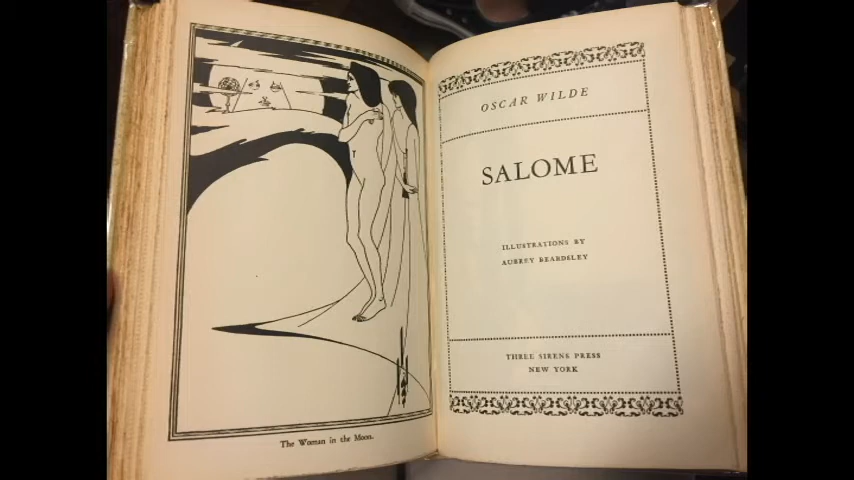 The Woman in the Moon.
OSCAR WILDE
SALOME
ILLUSTRATIONS BY
AUBREY BEARDSLEY
THREE SIRENS PRESS
NEW YORK